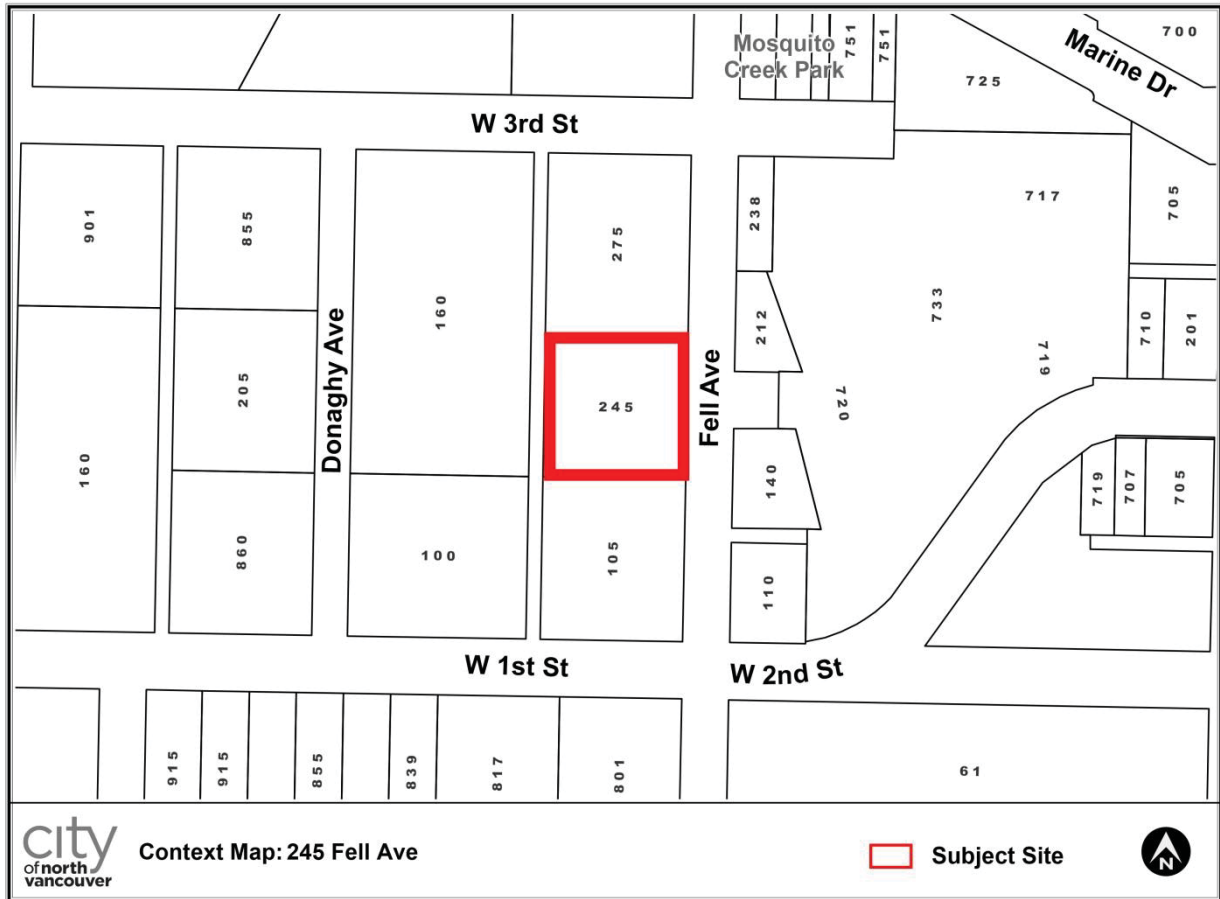 Mosquito
Creek Park
751
751
700
Marine Dr
725
W 3rd St
901
855
160
275
238
717
705
212
733
710
201
719
720
Donaghy Ave
205
245
Fell Ave
160
140
719
707
705
860
100
105
110
W 1st St
W 2nd St
915
915
855
839
817
801
61
city
of north
vancouver
Context Map: 245 Fell Ave
Subject Site
N